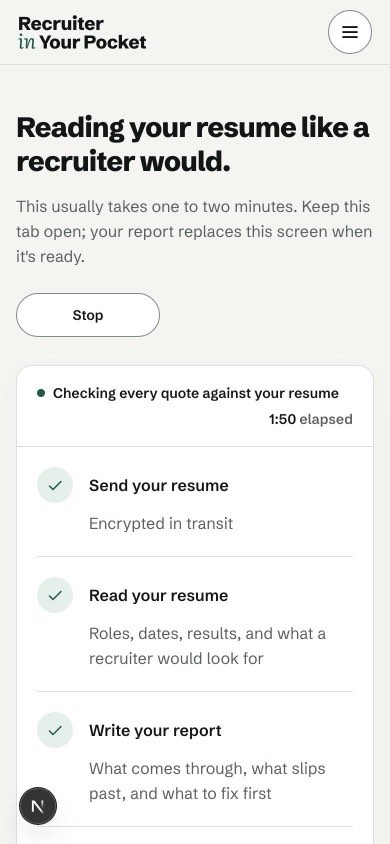 Recruiter
in Your Pocket
Reading your resume like a
recruiter would.
This usually takes one to two minutes. Keep this
tab open; your report replaces this screen when
it's ready.
Stop
Checking every quote against your resume
1:50 elapsed
Send your resume
Encrypted in transit
Read your resume
Roles, dates, results, and what a
recruiter would look for
Write your report
What comes through, what slips
past, and what to fix first
N